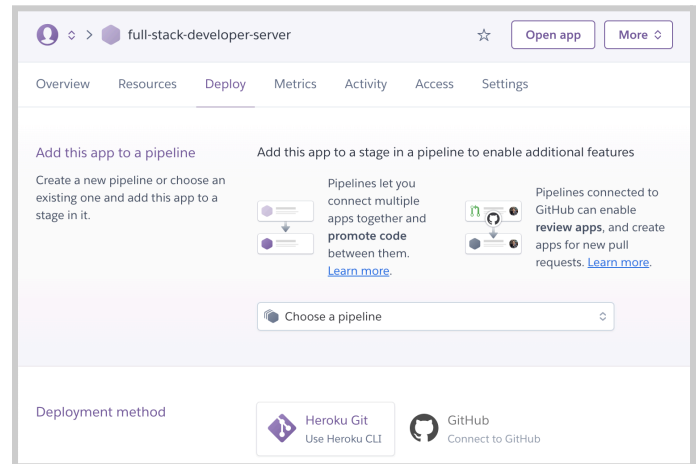 > full-stack-developer-server
Open app
More
Overview Resources Deploy Metrics Activity Access Settings
Add this app to a pipeline
Create a new pipeline or choose an
existing one and add this app to a
stage in it.
Add this app to a stage in a pipeline to enable additional features
Pipelines let you
connect multiple
apps together and
promote code
between them.
Learn more.
Pipelines connected to
GitHub can enable
review apps, and create
apps for new pull
requests. Learn more.
Choose a pipeline
Deployment method
Heroku Git
Use Heroku CLI
GitHub
Connect to GitHub